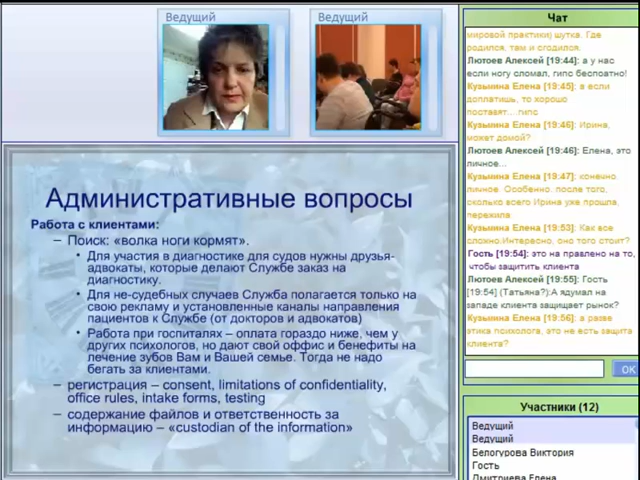 Ведущий
Ведущий
Административные вопросы
Работа с клиентами:
– Поиск: «волка ноги кормят».
• Для участия в диагностике для судов нужны друзья-
адвокаты, которые делают Службе заказ на
диагностику.
• Для не-судебных случаев Служба полагается только на
свою рекламу и установленные каналы направления
пациентов к Службе (от докторов и адвокатов)
• Работа при госпиталях – оплата гораздо ниже, чем у
других психологов, но дают свой оффис и бенефиты на
лечение зубов Вам и Вашей семье. Тогда не надо
бегать за клиентами.
– регистрация – consent, limitations of confidentiality,
office rules, intake forms, testing
– содержание файлов и ответственность за
информацию – «custodian of the information»
Чат
мировой практики) шутка. Где
родился, там и сгодился.
Лютоев Алексей [19:44]: а у нас
если ногу сломал, гипс бесплатно!
Кузьмина Елена [19:45]: а если
доплатишь, то хорошо
поставят....гипс
Кузьмина Елена [19:46]: Ирина,
может домой?
Лютоев Алексей [19:46]: Елена, это
личное...
Кузьмина Елена [19:47]: конечно.
личное. Особенно. после того,
сколько всего Ирина уже прошла,
пережила.
Кузьмина Елена [19:53]: Как все
сложно.Интересно, оно того стоит?
Гость [19:54]: это на правлено на то,
чтобы защитить клиента
Лютоев Алексей [19:55]: Гость
[19:54] (Татьяна?):А ядумал на
западе клиента защищает рынок?
Кузьмина Елена [19:56]: а разве
этика психолога, это не есть защита
клиента?
ОК
Участники (12)
Ведущий
Ведущий
Белогурова Виктория
Гость
Дмитриева Елена